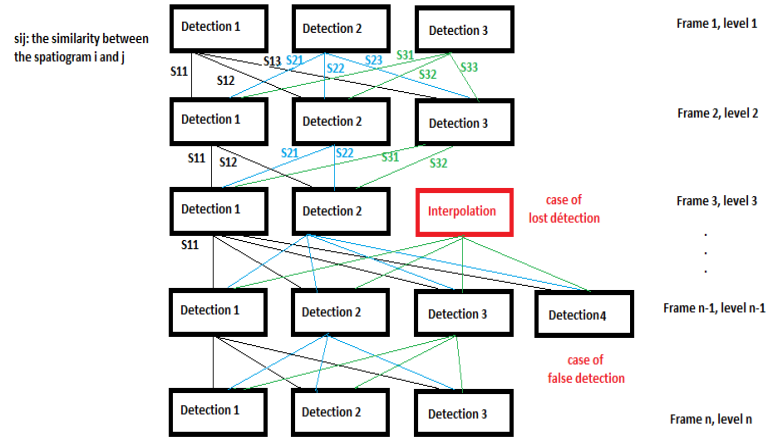 Detection 1
Detection 2
Detection 3
Frame 1, level 1
sij: the similarity between
the spatiogram i and j
S11
S12
S13
S21
S22
S23
S31
S32
S33
Detection 1
Detection 2
Detection 3
Frame 2, level 2
S11
S12
S21
S22
S31
S32
Detection 1
Detection 2
Interpolation
case of
lost détection
Frame 3, level 3
.
.
.
S11
Detection 1
Detection 2
Detection 3
Detection4
Frame n-1, level n-1
case of
false detection
Detection 1
Detection 2
Detection 3
Frame n, level n